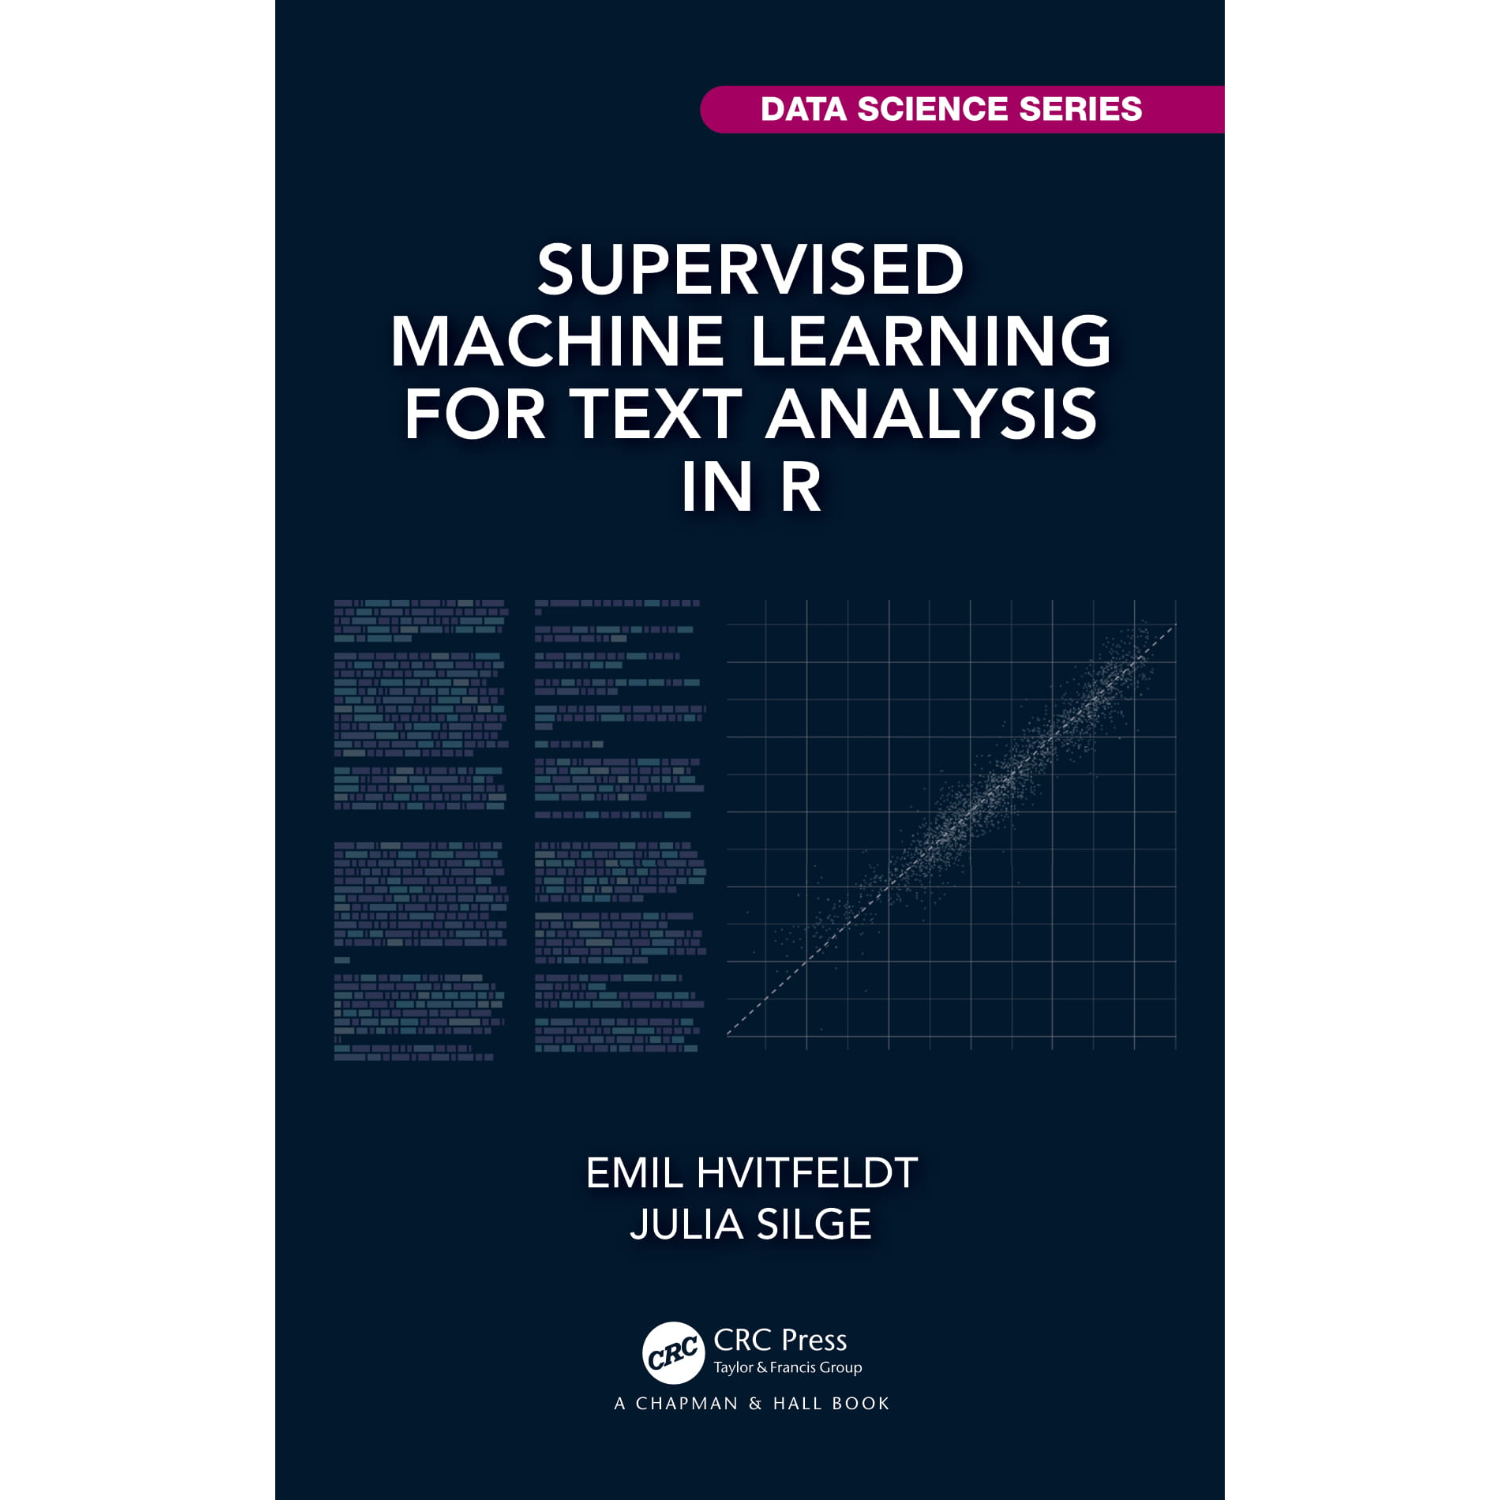 DATA SCIENCE SERIES
SUPERVISED
MACHINE LEARNING
FOR TEXT ANALYSIS
IN R
EMIL HVITFELDT
JULIA SILGE
CRC
CRC Press
Taylor & Francis Group
A CHAPMAN & HALL BOOK